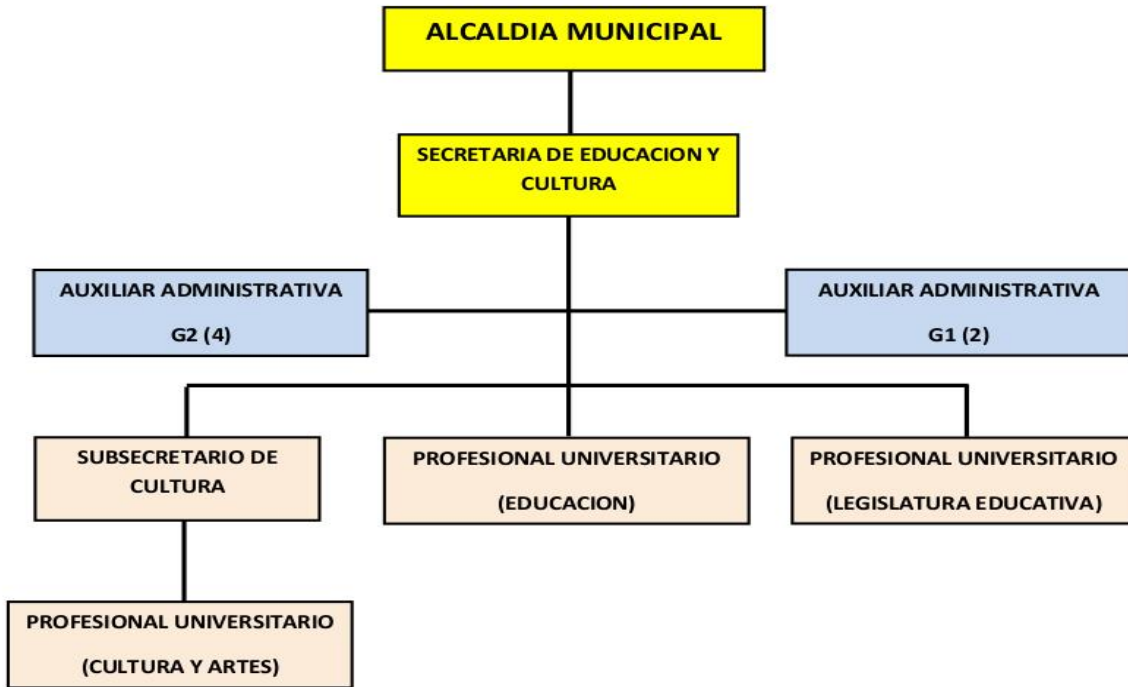 ALCALDIA MUNICIPAL
SECRETARIA DE EDUCACION Y
CULTURA
AUXILIAR ADMINISTRATIVA
G2 (4)
AUXILIAR ADMINISTRATIVA
G1 (2)
SUBSECRETARIO DE
CULTURA
PROFESIONAL UNIVERSITARIO
(EDUCACION)
PROFESIONAL UNIVERSITARIO
(LEGISLATURA EDUCATIVA)
PROFESIONAL UNIVERSITARIO
(CULTURA Y ARTES)